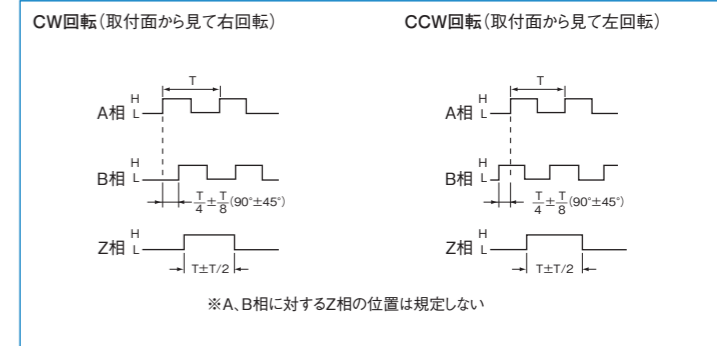 CW回転(取付面から見て右回転)
T
A相 H L
B相 H L
T/4±T/8(90°±45°)
Z相 H L
T±T/2
CCW回転(取付面から見て左回転)
T
A相 H L
B相 H L
T/4±T/8(90°±45°)
Z相 H L
T±T/2
※A、B相に対するZ相の位置は規定しない